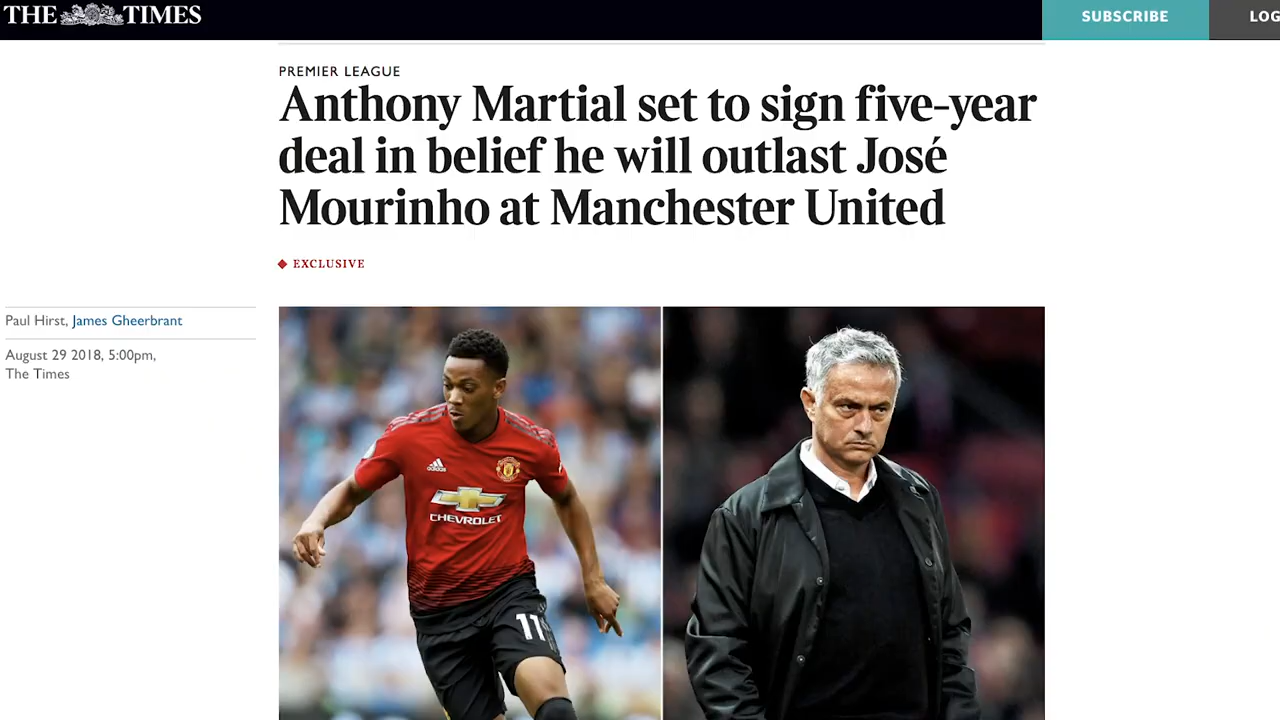 THE TIMES
SUBSCRIBE
LOG
PREMIER LEAGUE
Anthony Martial set to sign five-year
deal in belief he will outlast José
Mourinho at Manchester United
EXCLUSIVE
Paul Hirst, James Gheerbrant
August 29 2018, 5:00pm,
The Times
adidas
CHEVROLET
11